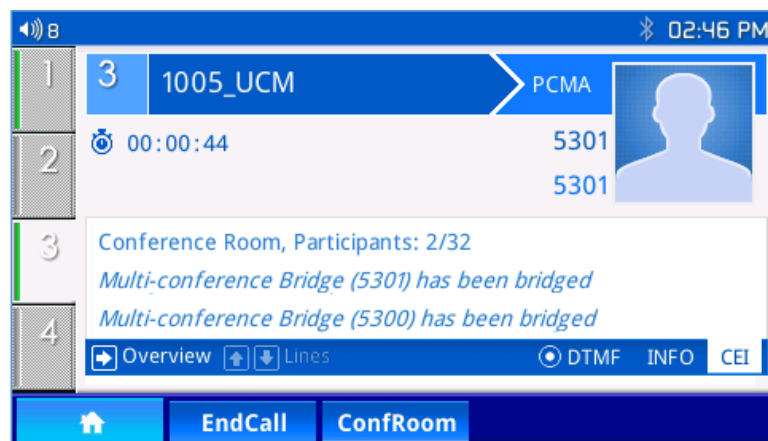 8 02:46 PM
1
3 1005_UCM PCMA
00:00:44 5301
2
5301
3
Conference Room, Participants: 2/32
Multi-conference Bridge (5301) has been bridged
Multi-conference Bridge (5300) has been bridged
4
Overview Lines DTMF INFO CEI
EndCall ConfRoom